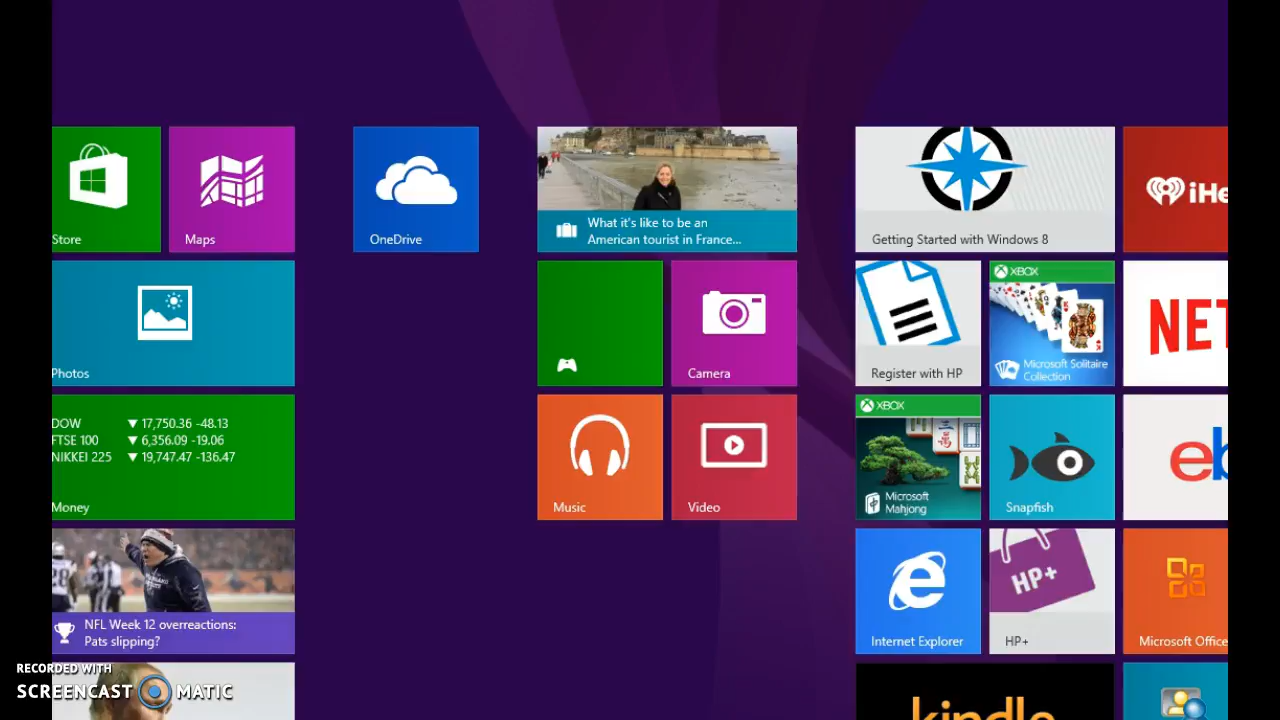 Store
Maps
OneDrive
What it's like to be an
American tourist in France...
Getting Started with Windows 8
iHe
Photos
Camera
Register with HP
XBOX
Microsoft Solitaire
Collection
NET
DOW ▼ 17,750.36 -48.13
FTSE 100 ▼ 6,356.09 -19.06
NIKKEI 225 ▼ 19,747.47 -136.47
Money
Music
Video
XBOX
Microsoft
Mahjong
Snapfish
eb
NFL Week 12 overreactions:
Pats slipping?
Internet Explorer
HP+
HP+
Microsoft Office
kindle
RECORDED WITH
SCREENCAST MATIC